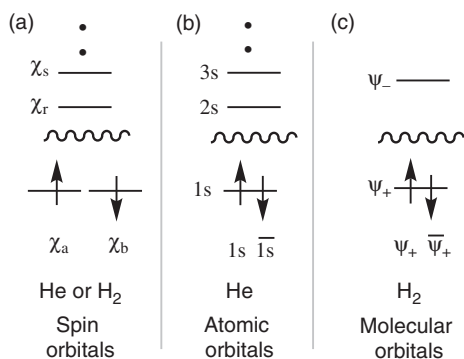 (a)
χs
χr
χa χb
He or H2
Spin
orbitals
(b)
3s
2s
1s
1s 1̅s̅
He
Atomic
orbitals
(c)
ψ−
ψ+
ψ+ ψ̅+
H2
Molecular
orbitals